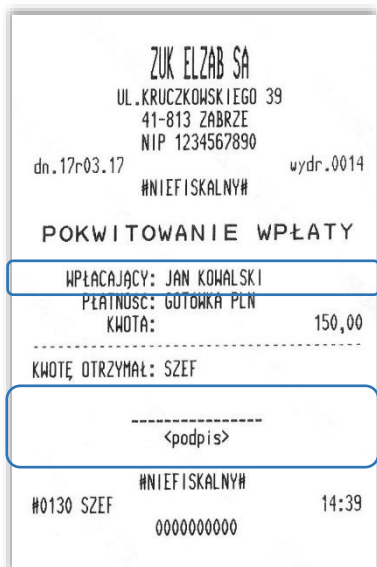 ZUK ELZAB SA
UL.KRUCZKOWSKIEGO 39
41-813 ZABRZE
NIP 1234567890
dn.17r03.17 wydr.0014
#NIEFISKALNY#
POKWITOWANIE WPŁATY
WPŁACAJĄCY: JAN KOWALSKI
PŁATNOŚĆ: GOTÓWKA PLN
KWOTA: 150,00
KWOTĘ OTRZYMAŁ: SZEF
<podpis>
#NIEFISKALNY#
#0130 SZEF 14:39
0000000000